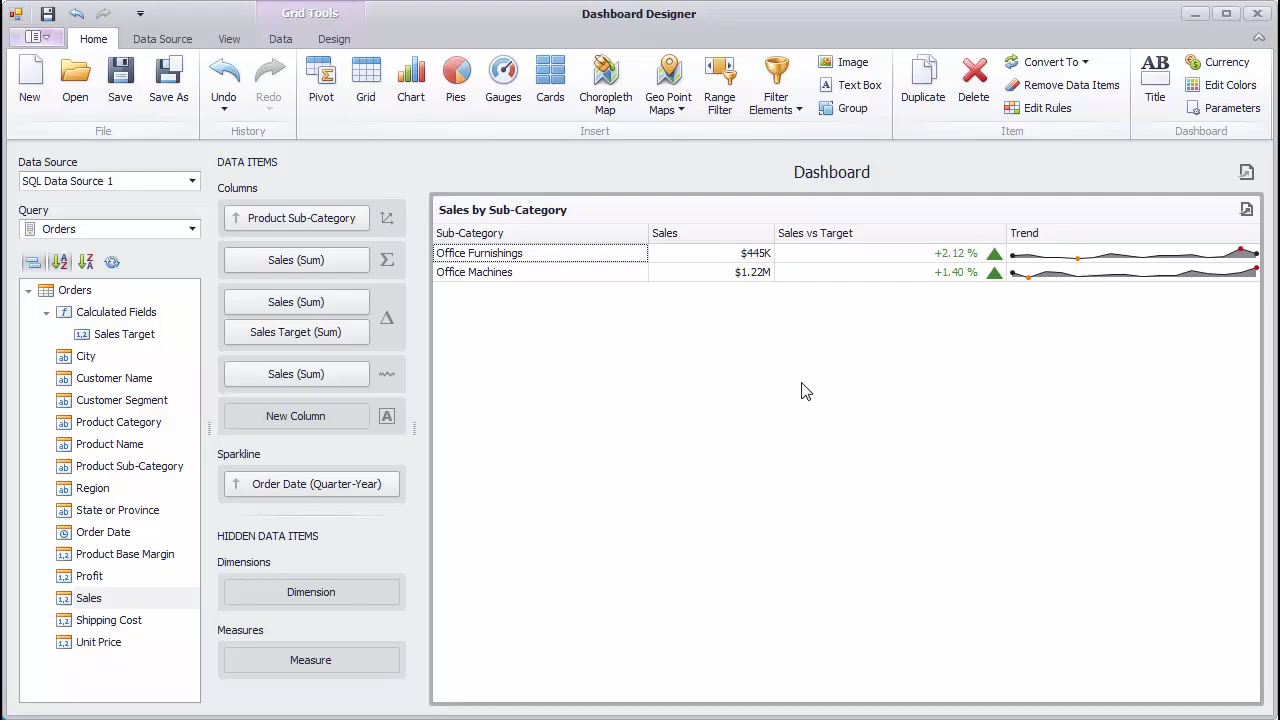 Grid Tools
Dashboard Designer
Home
Data Source
View
Data
Design
New
Open
Save
Save As
Undo
Redo
Pivot
Grid
Chart
Pies
Gauges
Cards
Choropleth
Map
Geo Point
Maps
Range
Filter
Filter
Elements
Image
Text Box
Group
Duplicate
Delete
Convert To
Remove Data Items
Edit Rules
AB
Title
Currency
Edit Colors
Parameters
File
History
Insert
Item
Dashboard
Data Source
SQL Data Source 1
Query
Orders
Orders
Calculated Fields
Sales Target
City
Customer Name
Customer Segment
Product Category
Product Name
Product Sub-Category
Region
State or Province
Order Date
Product Base Margin
Profit
Sales
Shipping Cost
Unit Price
DATA ITEMS
Columns
Product Sub-Category
Sales (Sum)
Sales (Sum)
Sales Target (Sum)
Sales (Sum)
New Column
Sparkline
Order Date (Quarter-Year)
HIDDEN DATA ITEMS
Dimensions
Dimension
Measures
Measure
Dashboard
Sales by Sub-Category
Sub-Category Sales Sales vs Target Trend
Office Furnishings $445K +2.12 %
Office Machines $1.22M +1.40 %